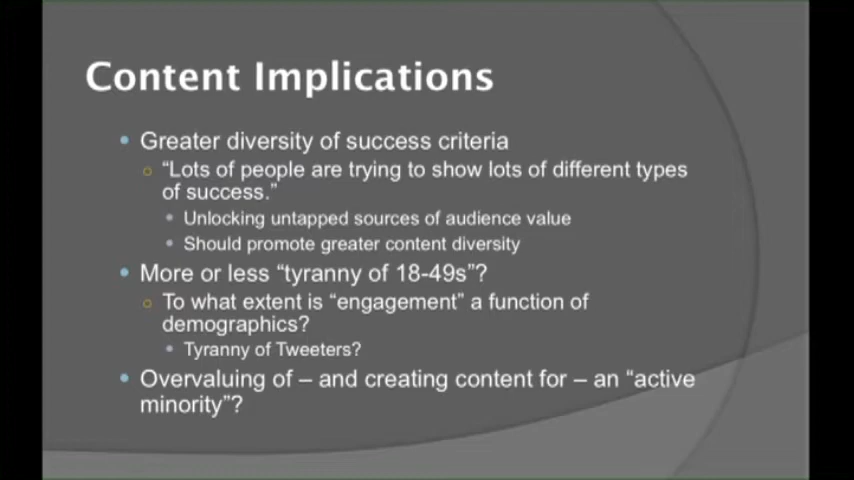 Content Implications
• Greater diversity of success criteria
○ “Lots of people are trying to show lots of different types
of success.”
• Unlocking untapped sources of audience value
• Should promote greater content diversity
• More or less “tyranny of 18-49s”?
○ To what extent is “engagement” a function of
demographics?
• Tyranny of Tweeters?
• Overvaluing of – and creating content for – an “active
minority”?